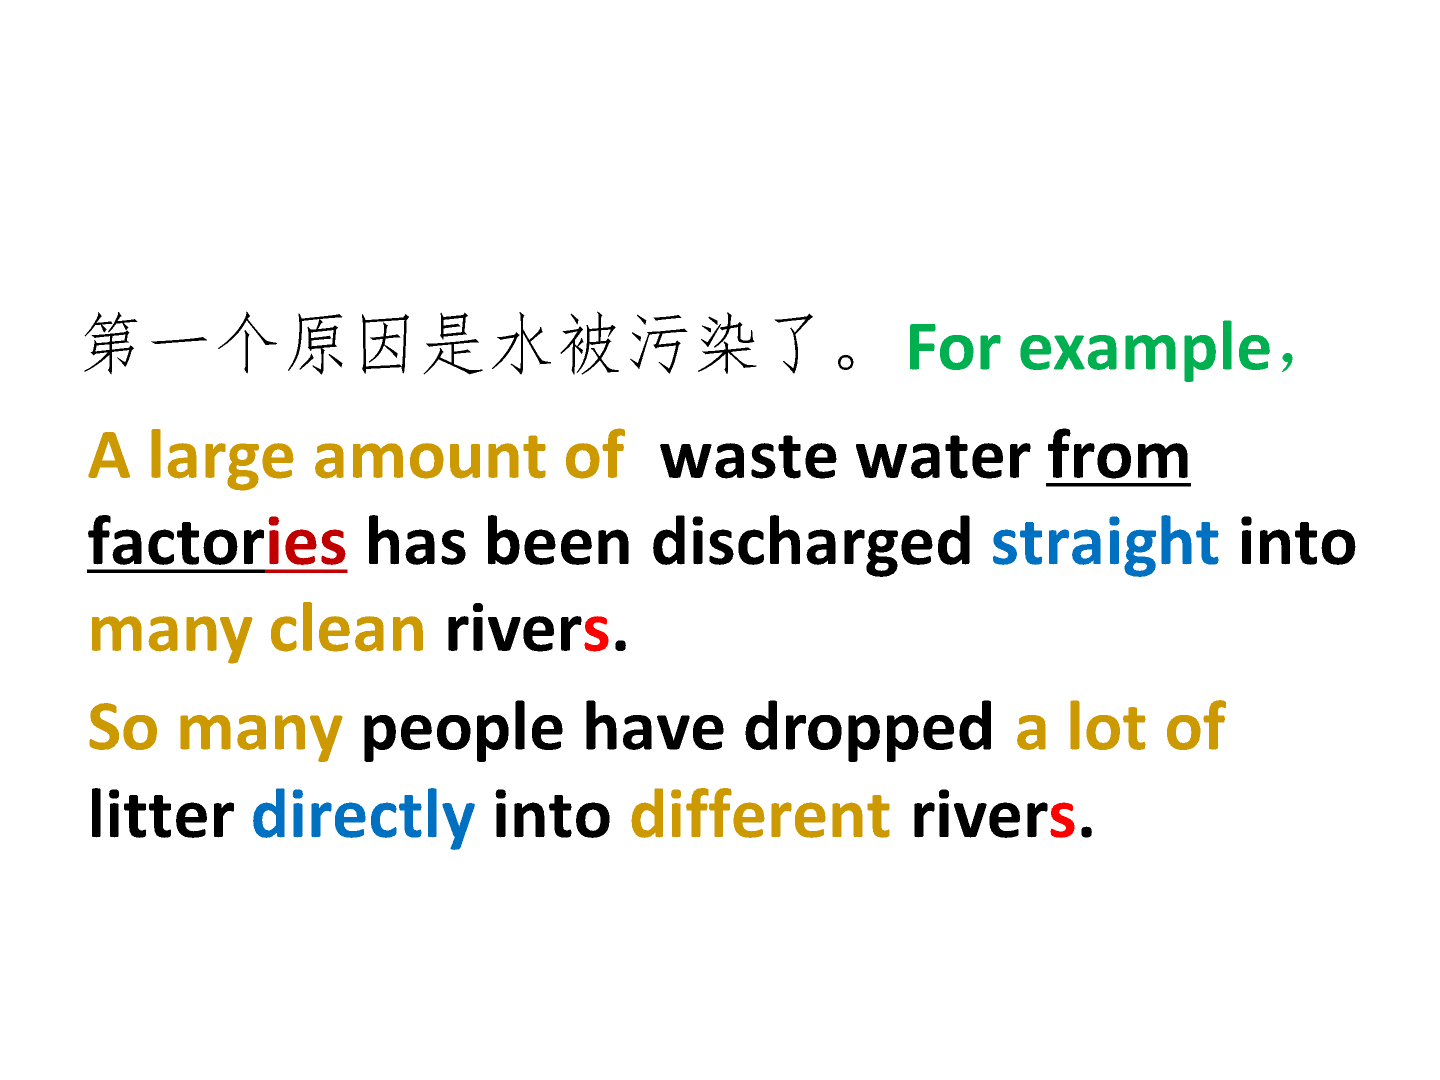 第一个原因是水被污染了。For example，
A large amount of  waste water from
factories has been discharged straight into
many clean rivers.
So many people have dropped a lot of
litter directly into different rivers.